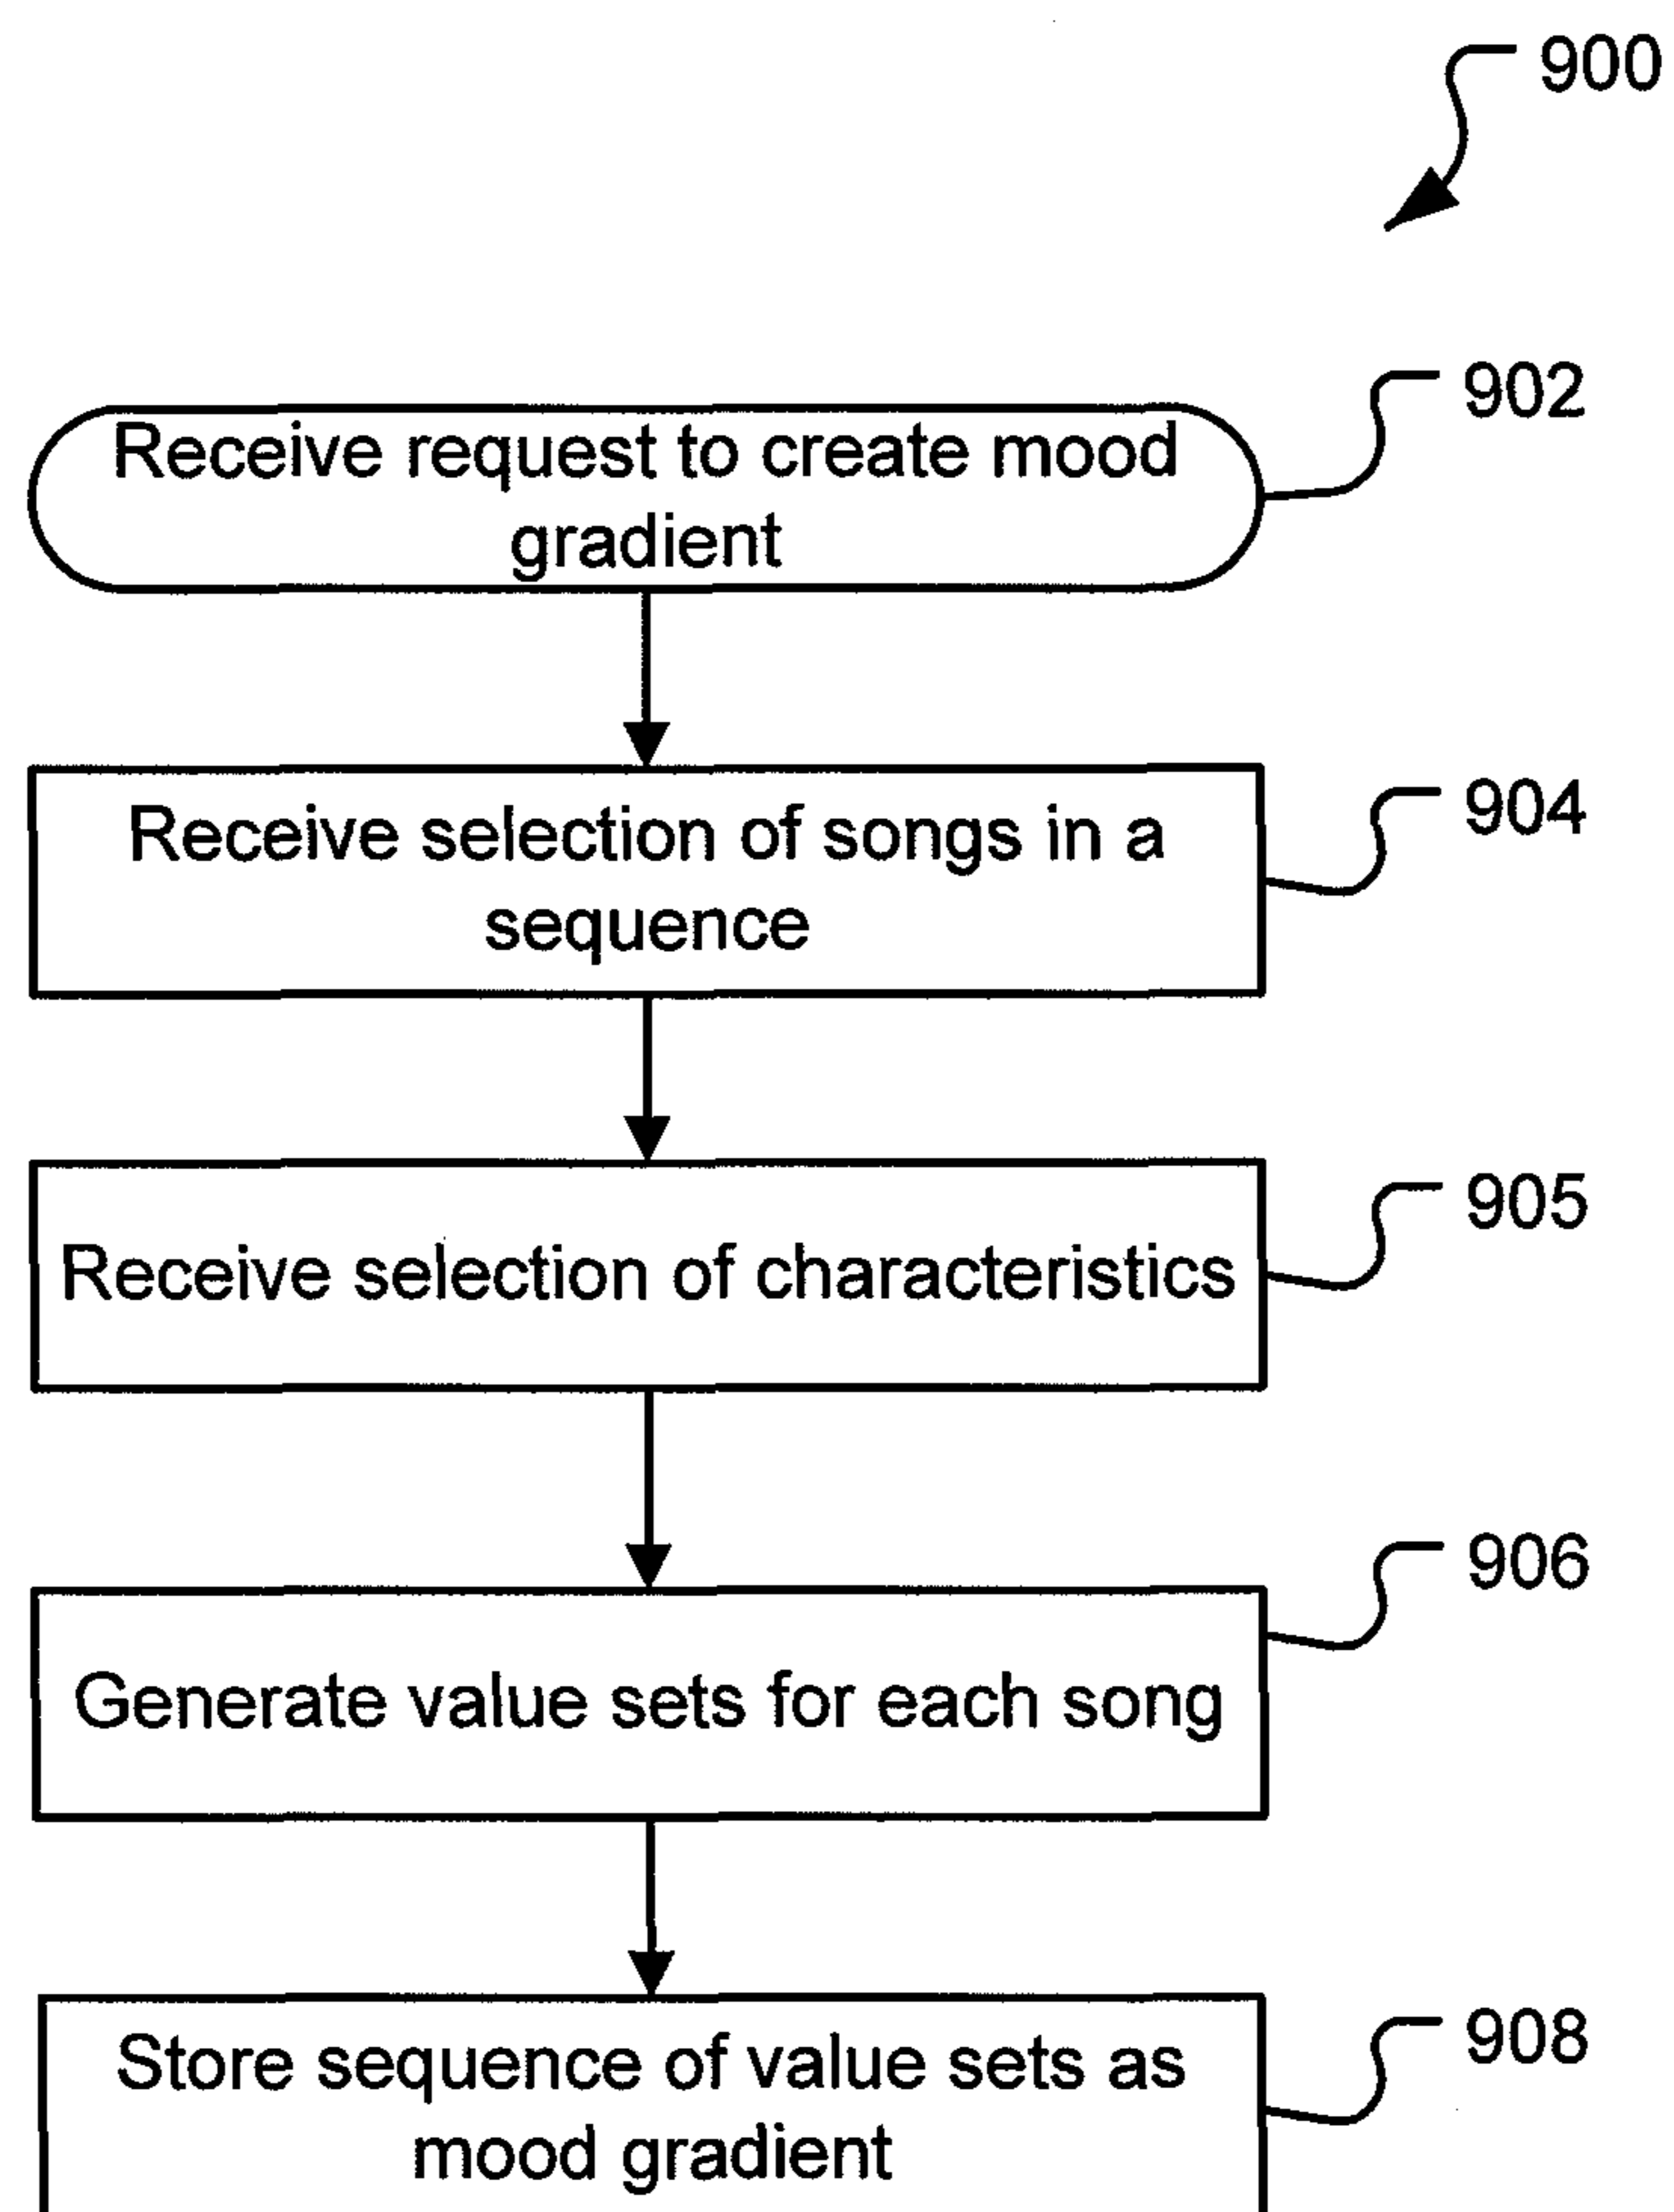 900
902
Receive request to create mood
gradient
904
Receive selection of songs in a
sequence
905
Receive selection of characteristics
906
Generate value sets for each song
908
Store sequence of value sets as
mood gradient